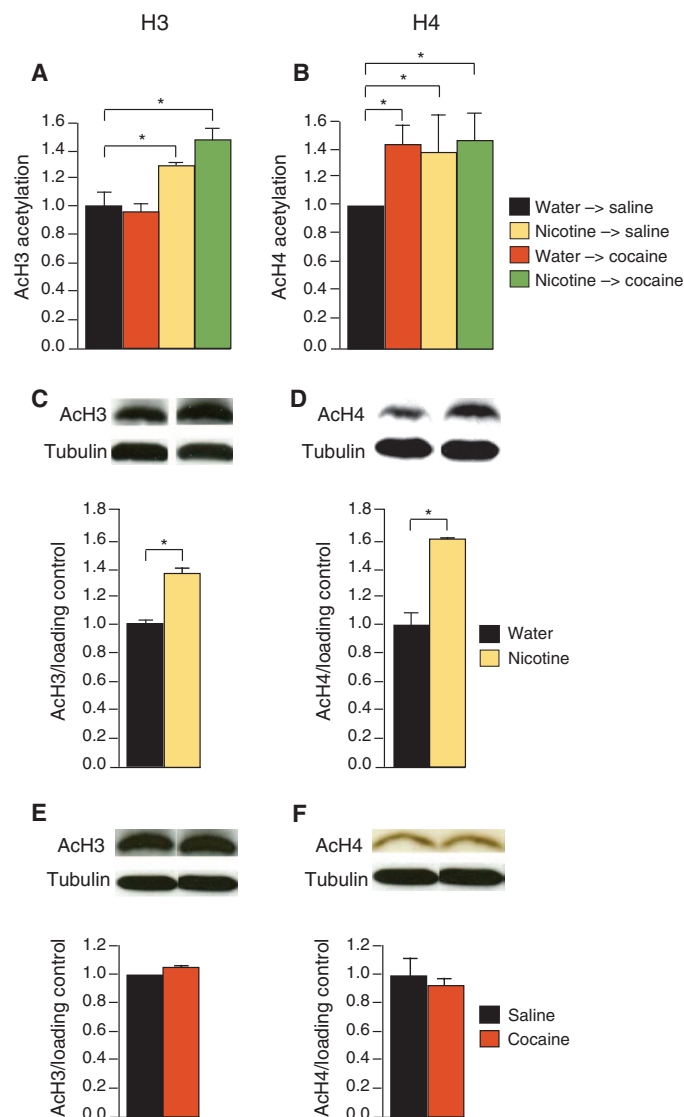 H3
H4
A
B
*
*
*
*
*
1.6
1.4
1.2
1.0
0.8
0.6
0.4
0.2
0.0
AcH3 acetylation
1.6
1.4
1.2
1.0
0.8
0.6
0.4
0.2
0.0
AcH4 acetylation
Water –> saline
Nicotine –> saline
Water –> cocaine
Nicotine –> cocaine
C
AcH3
Tubulin
D
AcH4
Tubulin
1.8
1.6
1.4
1.2
1.0
0.8
0.6
0.4
0.2
0.0
AcH3/loading control
*
1.8
1.6
1.4
1.2
1.0
0.8
0.6
0.4
0.2
0.0
AcH4/loading control
*
Water
Nicotine
E
AcH3
Tubulin
F
AcH4
Tubulin
1.2
1.0
0.8
0.6
0.4
0.2
0.0
AcH3/loading control
1.2
1.0
0.8
0.6
0.4
0.2
0.0
AcH4/loading control
Saline
Cocaine